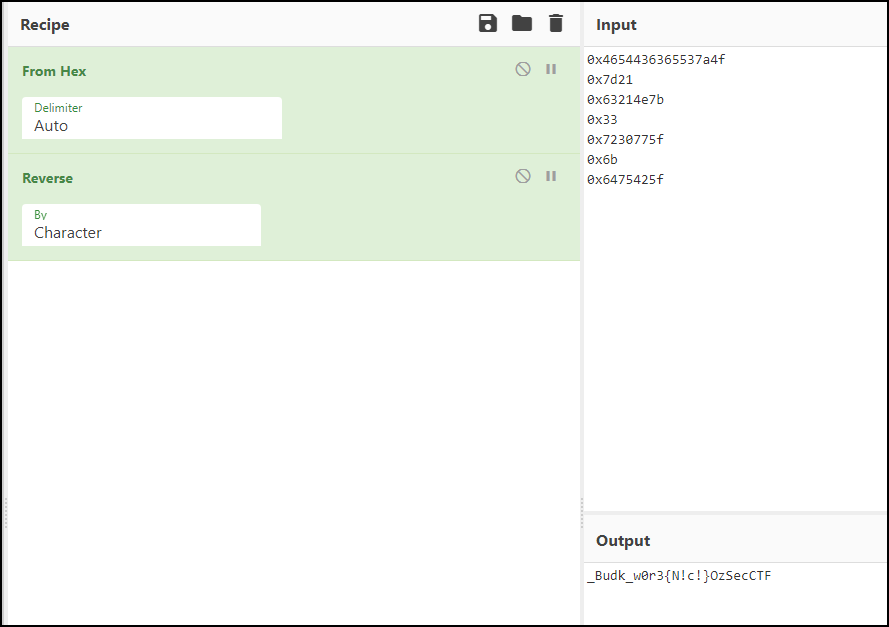 Recipe
From Hex
Delimiter
Auto
Reverse
By
Character
Input
0x4654436365537a4f
0x7d21
0x63214e7b
0x33
0x7230775f
0x6b
0x6475425f
Output
_Budk_w0r3{N!c!}OzSecCTF